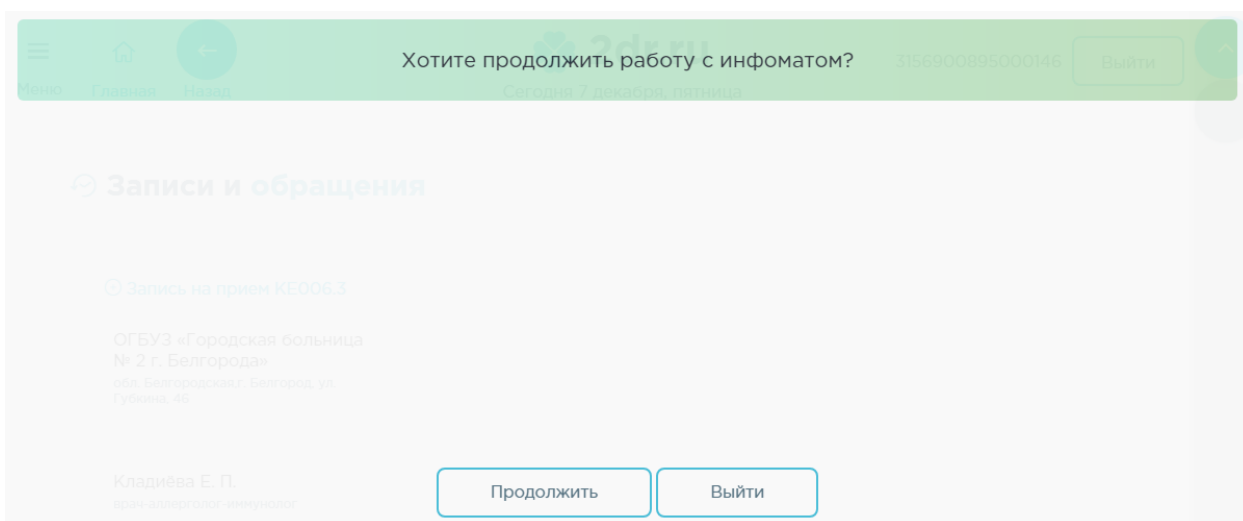 Хотите продолжить работу с инфоматом?
2dr.ru
3156900895000146
Выйти
Меню
Главная
Назад
Сегодня 7 декабря, пятница
Записи и обращения
Запись на прием KE006.3
ОГБУЗ «Городская больница
№ 2 г. Белгорода»
обл. Белгородская, г. Белгород, ул.
Губкина, 46
Кладиёва Е. П.
врач-аллерголог-иммунолог
Продолжить
Выйти